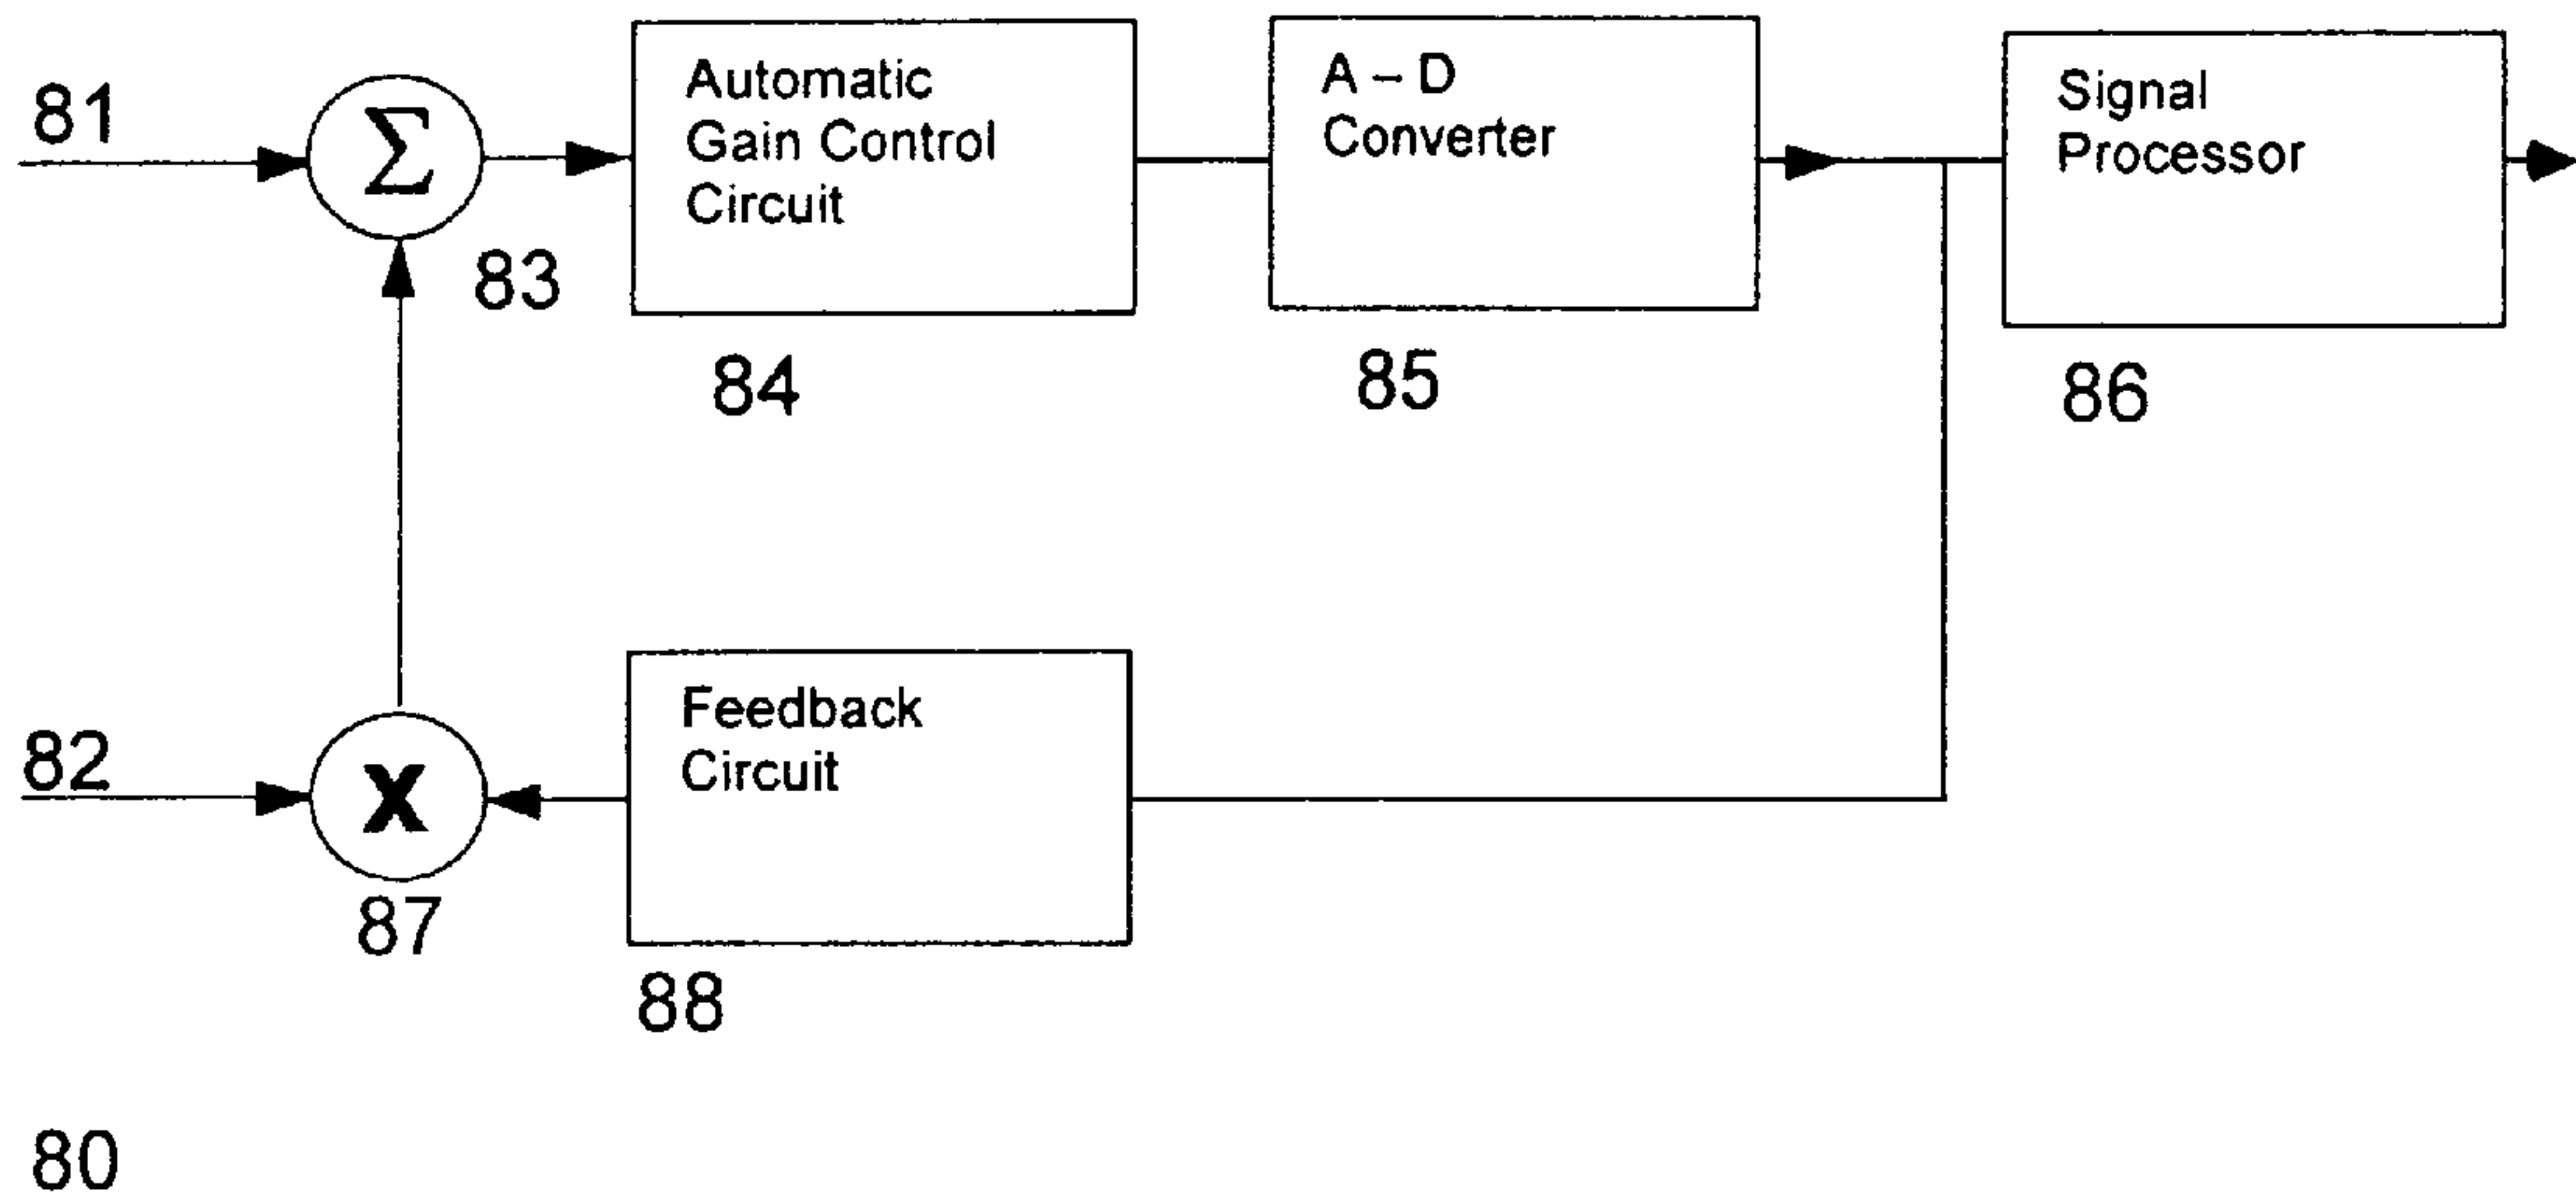 81
Σ
83
Automatic
Gain Control
Circuit
84
A – D
Converter
85
Signal
Processor
86
82
X
87
Feedback
Circuit
88
80